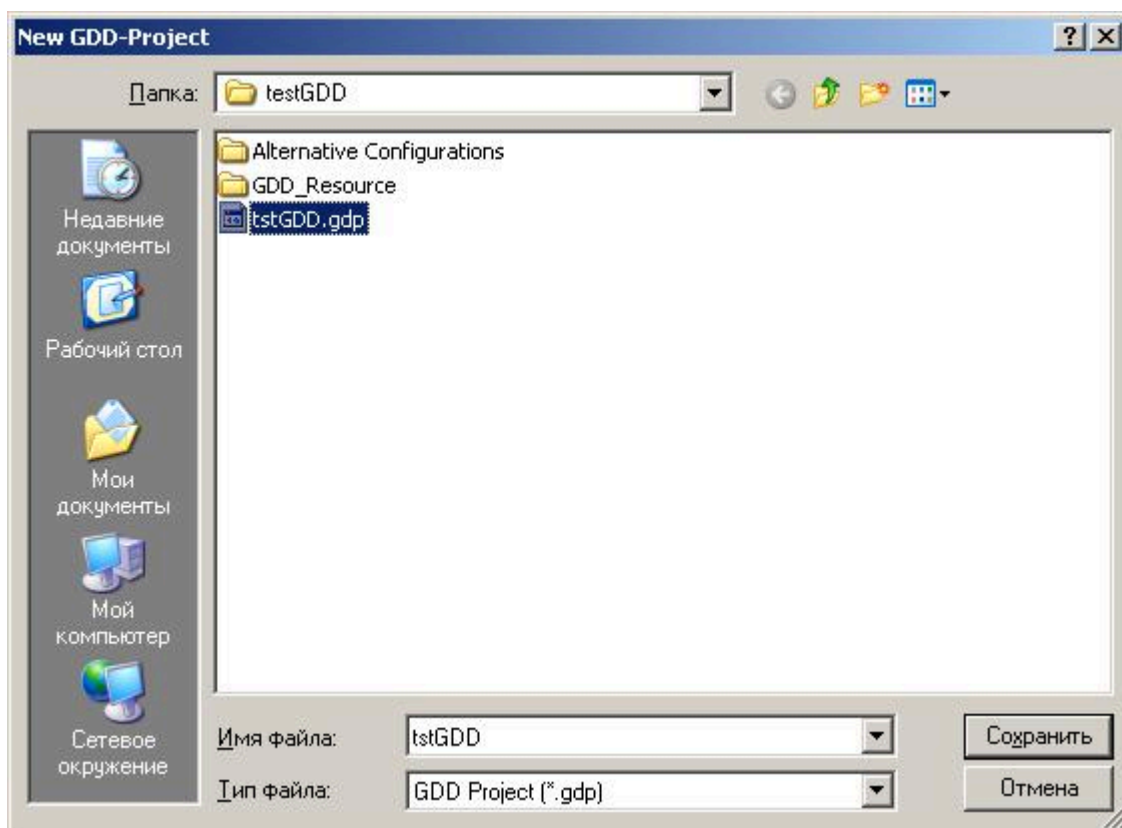 New GDD-Project
Папка:
testGDD
Недавние
документы
Рабочий стол
Мои
документы
Мой
компьютер
Сетевое
окружение
Alternative Configurations
GDD_Resource
tstGDD.gdp
Имя файла:
tstGDD
Сохранить
Тип файла:
GDD Project (*.gdp)
Отмена